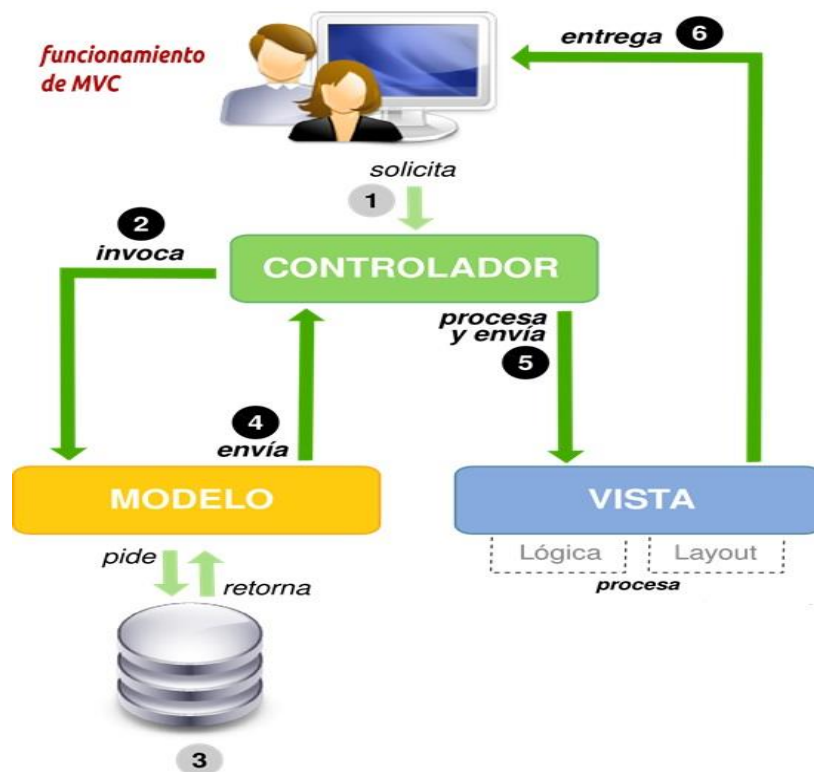 funcionamiento
de MVC
entrega 6
solicita
1
2
invoca
CONTROLADOR
procesa
y envía
5
4
envía
MODELO
VISTA
Lógica
Layout
procesa
pide
retorna
3